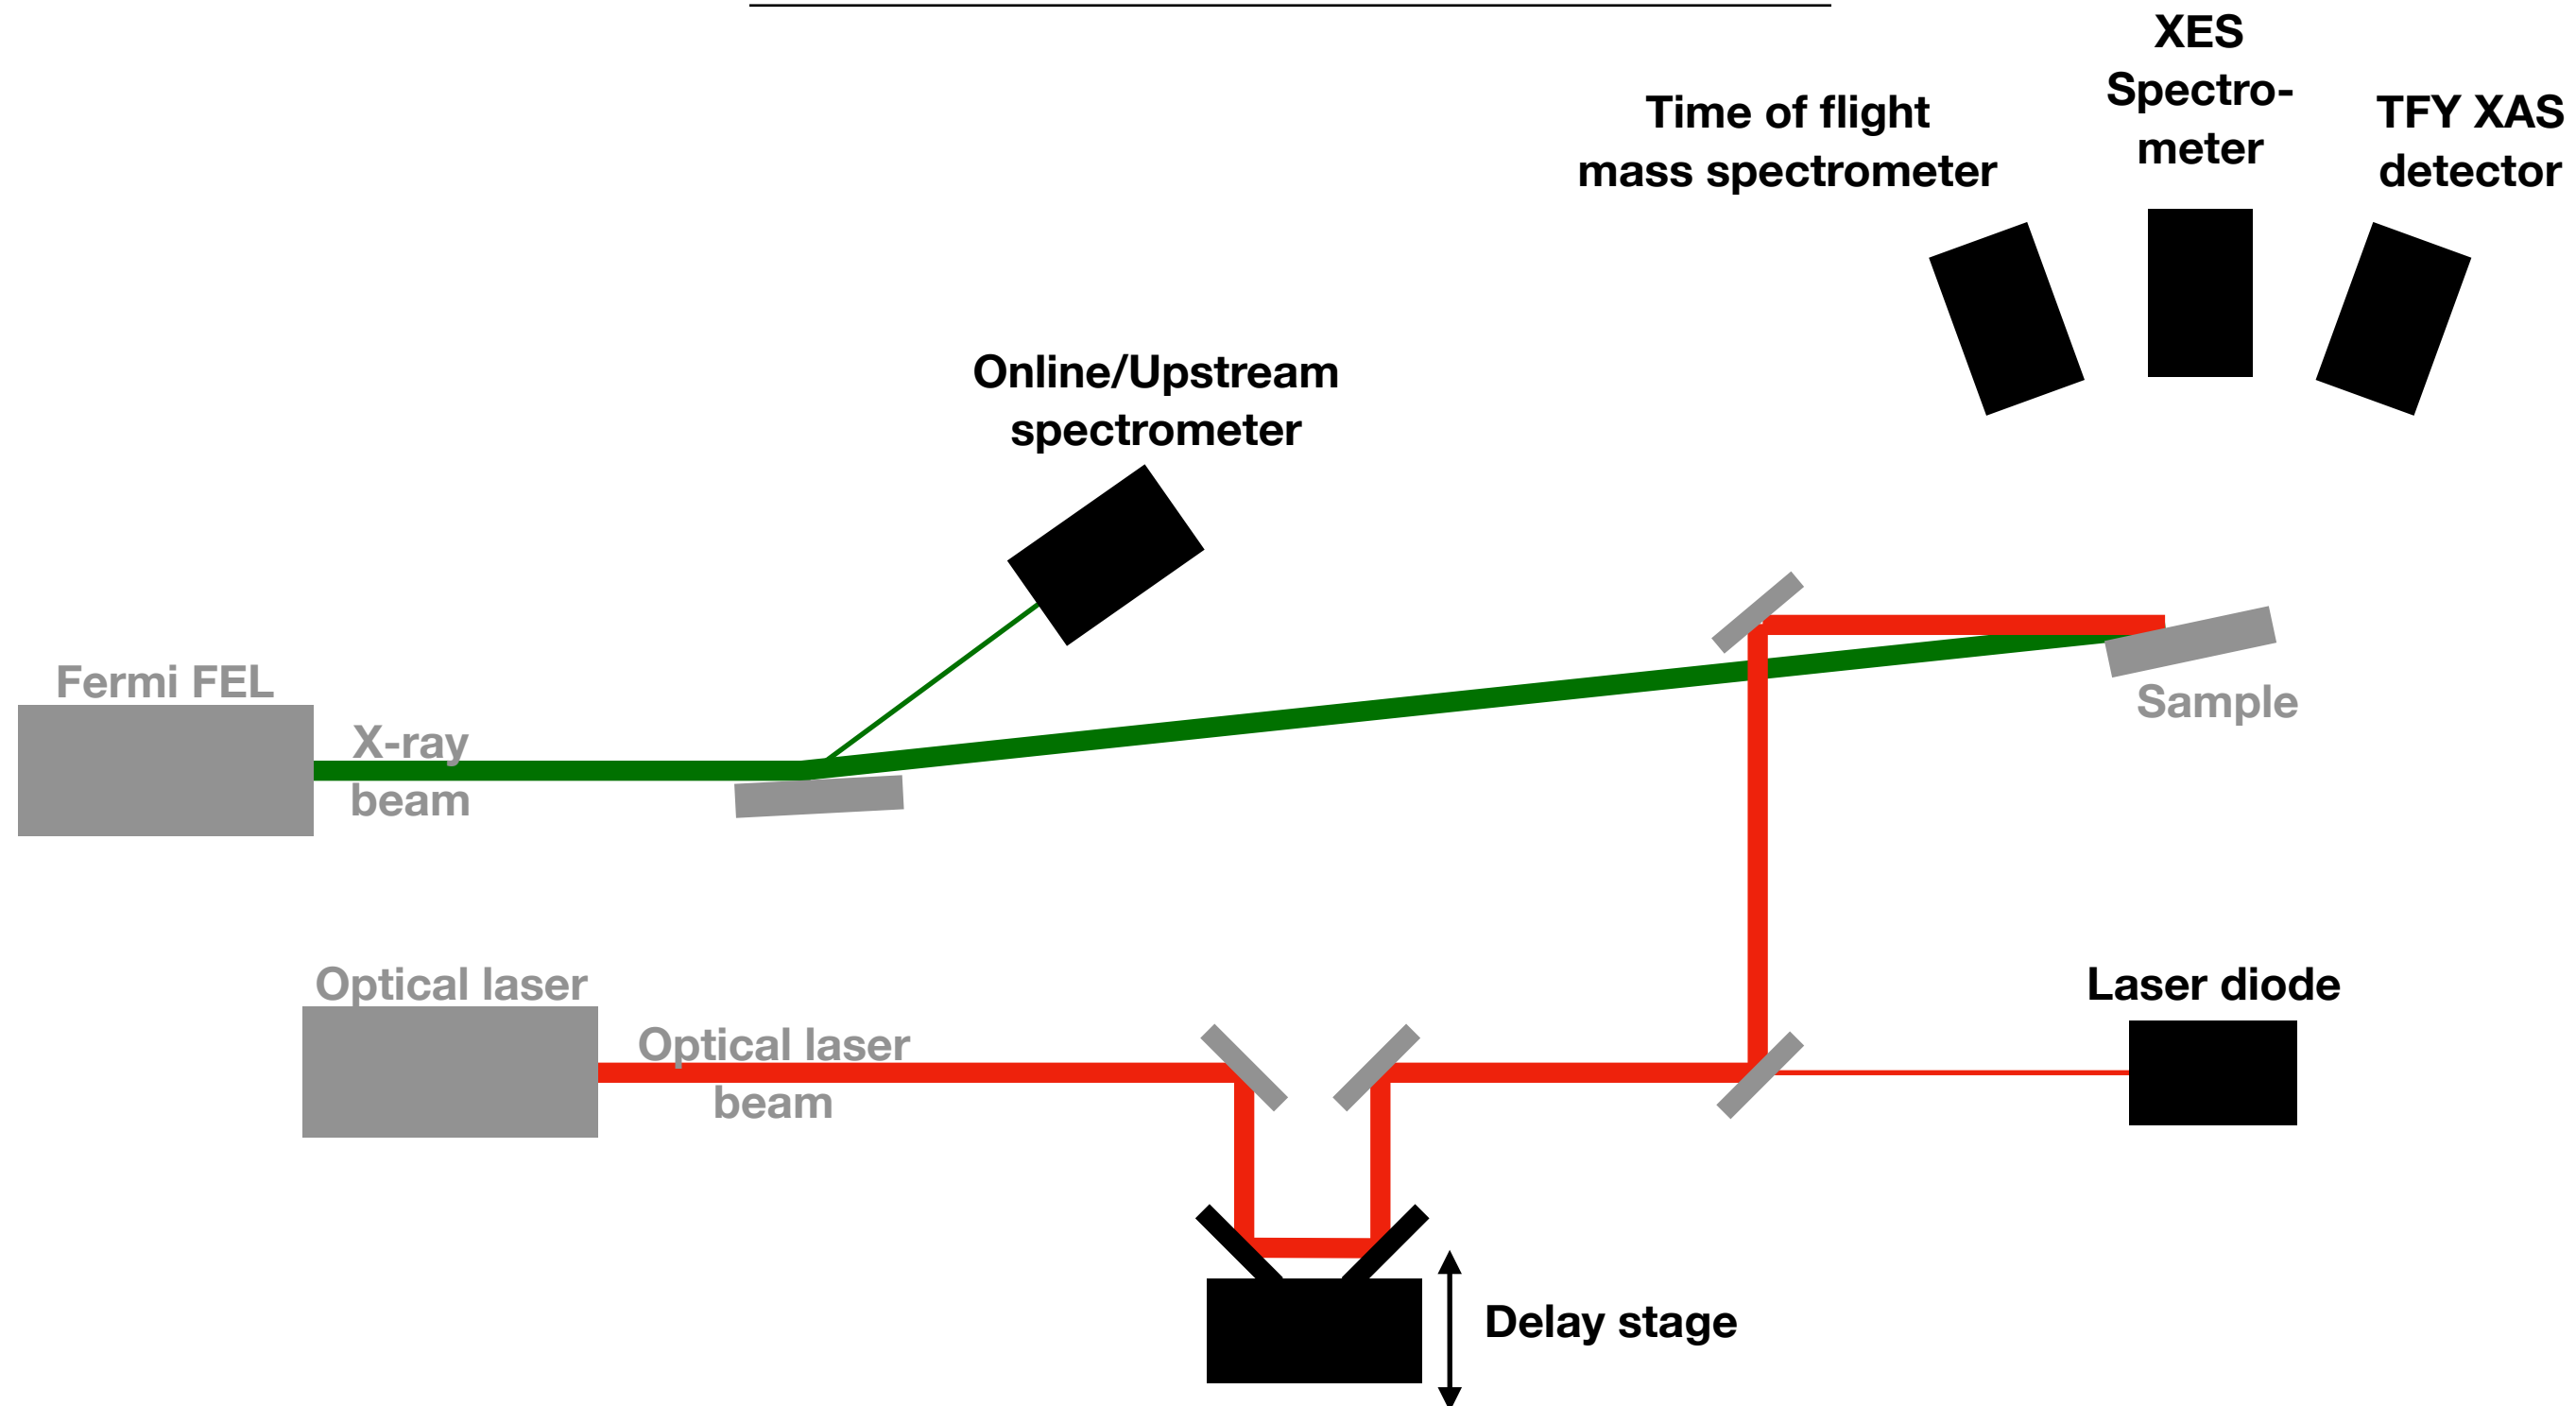 XES
Spectro-
meter
Time of flight
mass spectrometer
TFY XAS
detector
Online/Upstream
spectrometer
Fermi FEL
X-ray
beam
Sample
Optical laser
Optical laser
beam
Laser diode
Delay stage